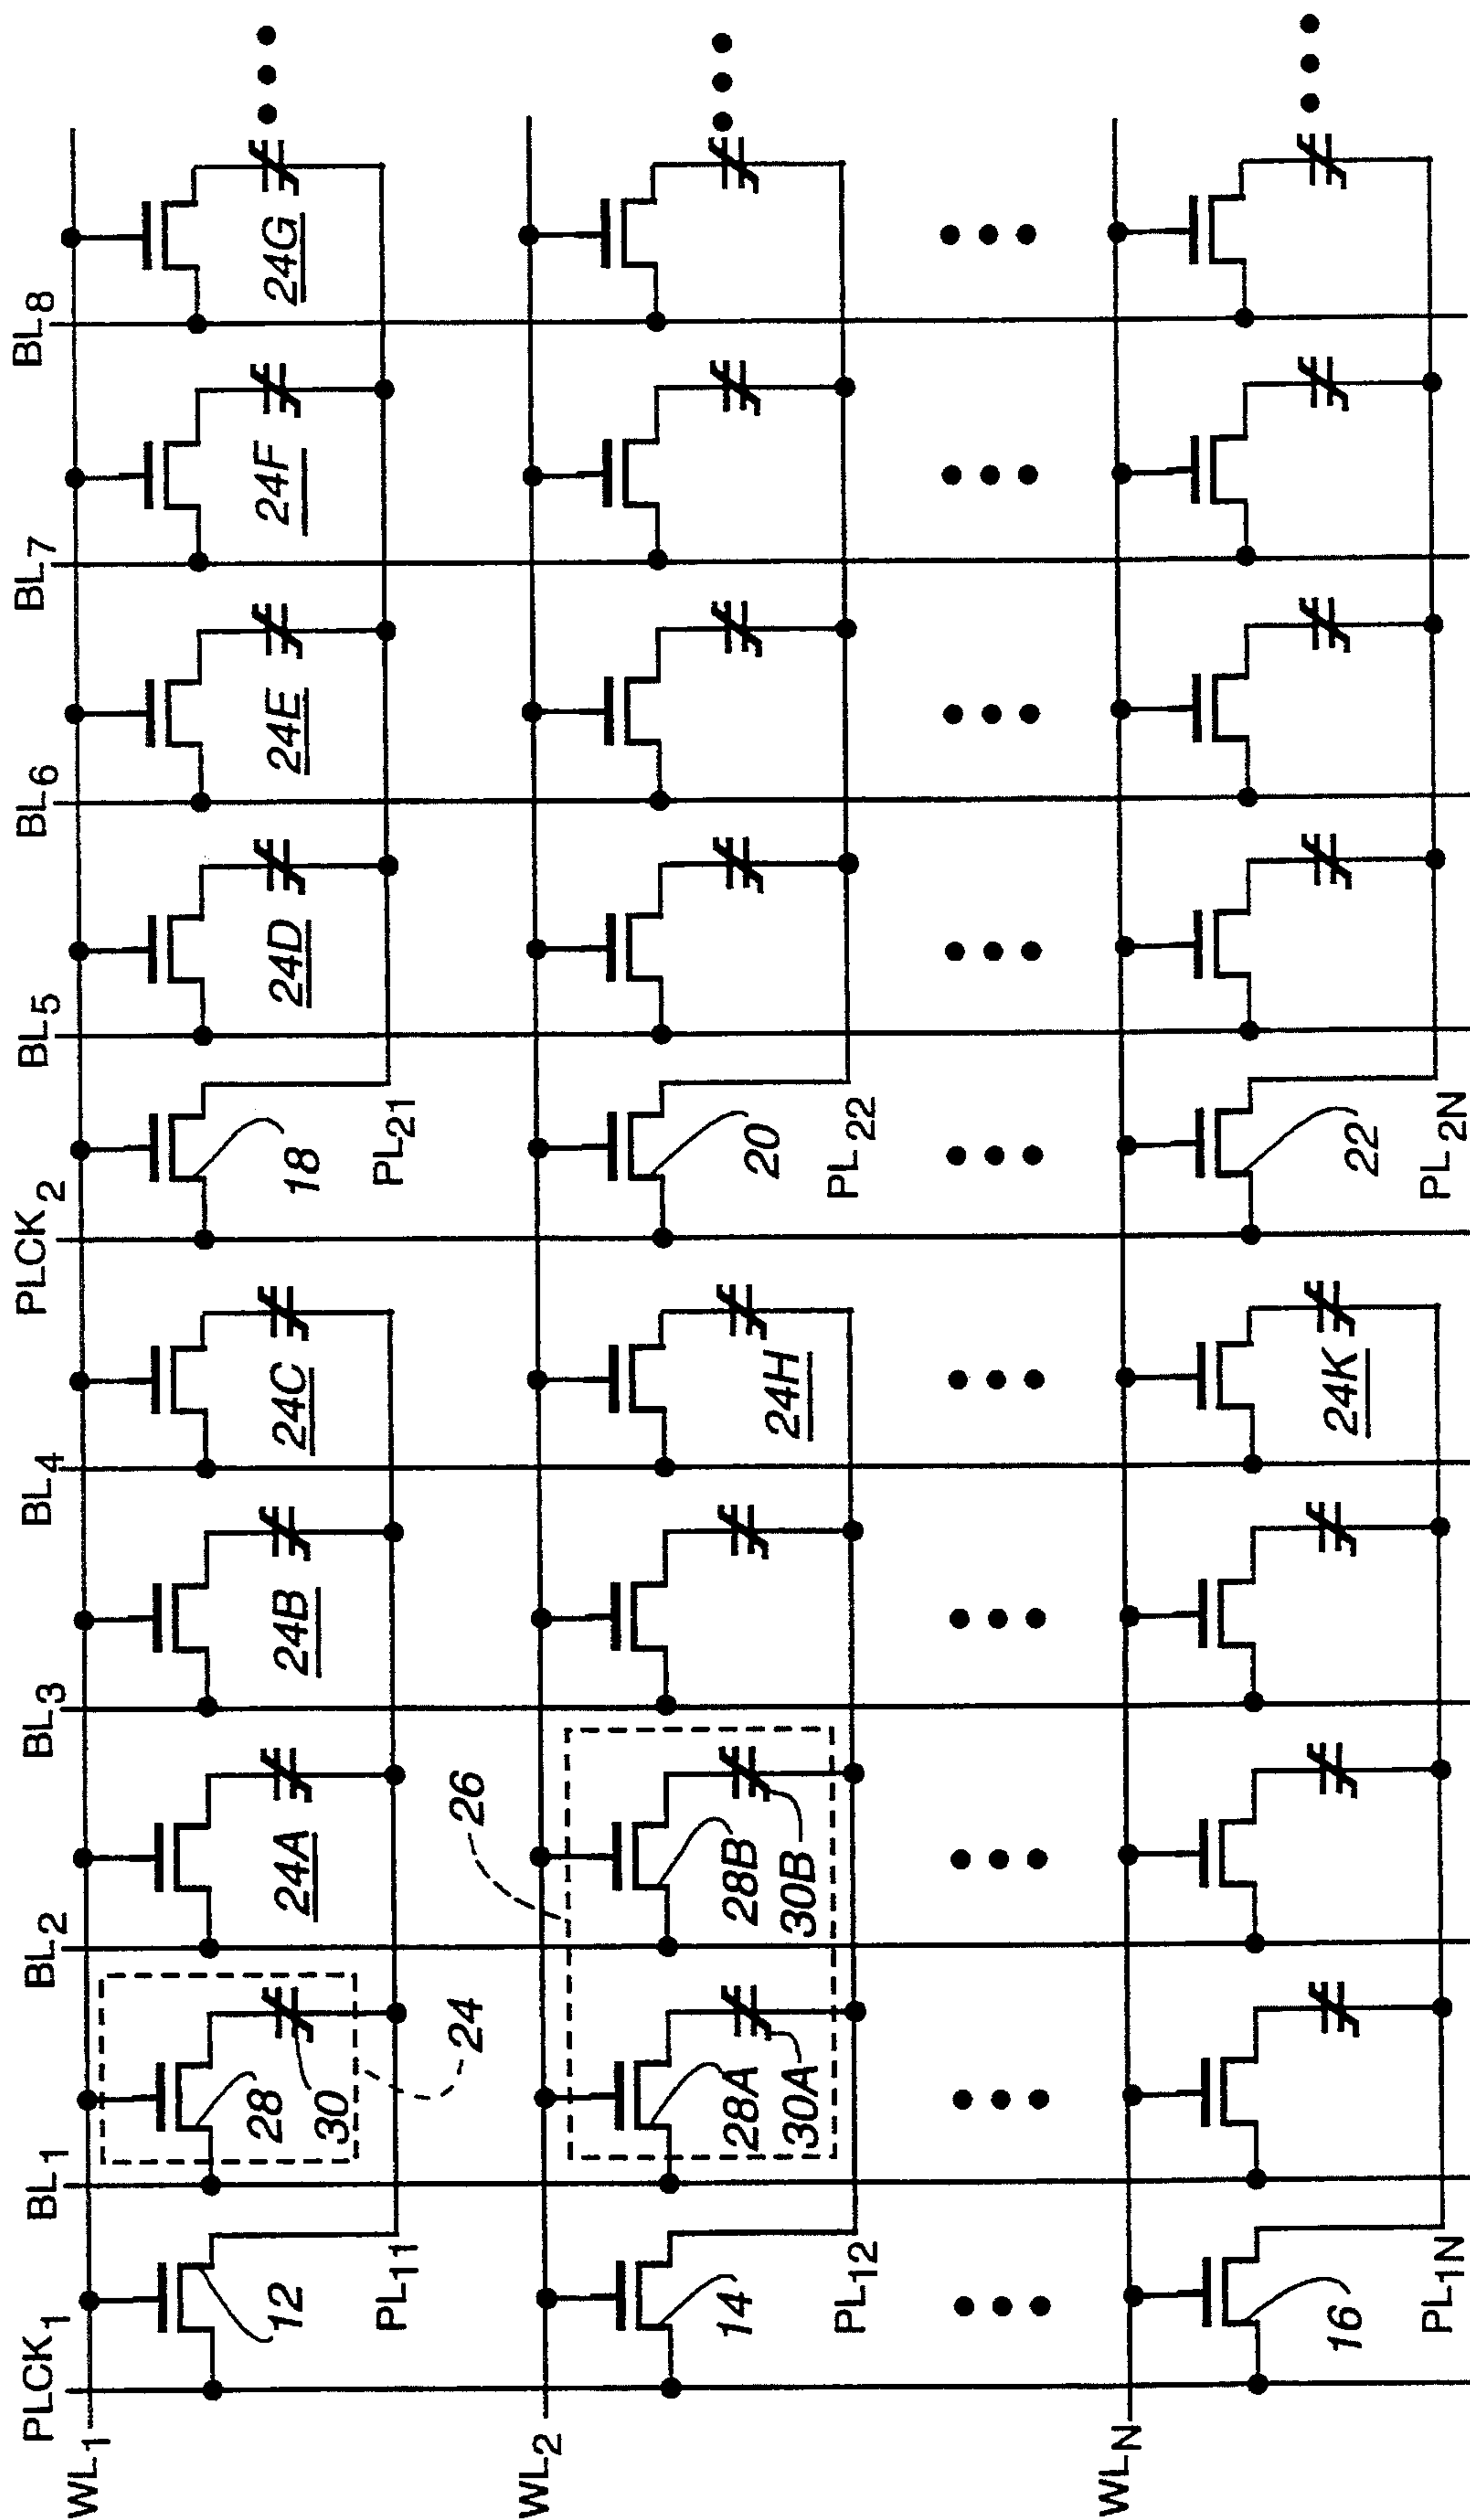 PLCK1 BL1 BL2 BL3 BL4 PLCK2 BL5 BL6 BL7 BL8
WL1
12 28 24A 24B 24C 18 24D 24E 24F 24G
30
PL11 PL21
24 26
WL2
14 28A 28B 24H 20
30A 30B
PL12 PL22
WLN
16 24K 22
PL1N PL2N